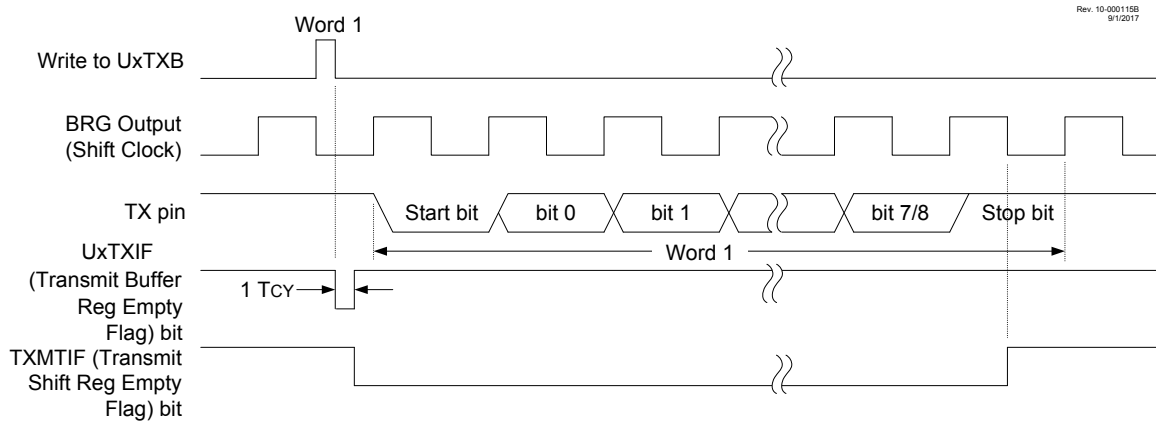 Rev. 10-000115B
9/1/2017
Word 1
Write to UxTXB
BRG Output
(Shift Clock)
TX pin
Start bit
bit 0
bit 1
bit 7/8
Stop bit
Word 1
UxTXIF
(Transmit Buffer
Reg Empty
Flag) bit
1 TCY
TXMTIF (Transmit
Shift Reg Empty
Flag) bit